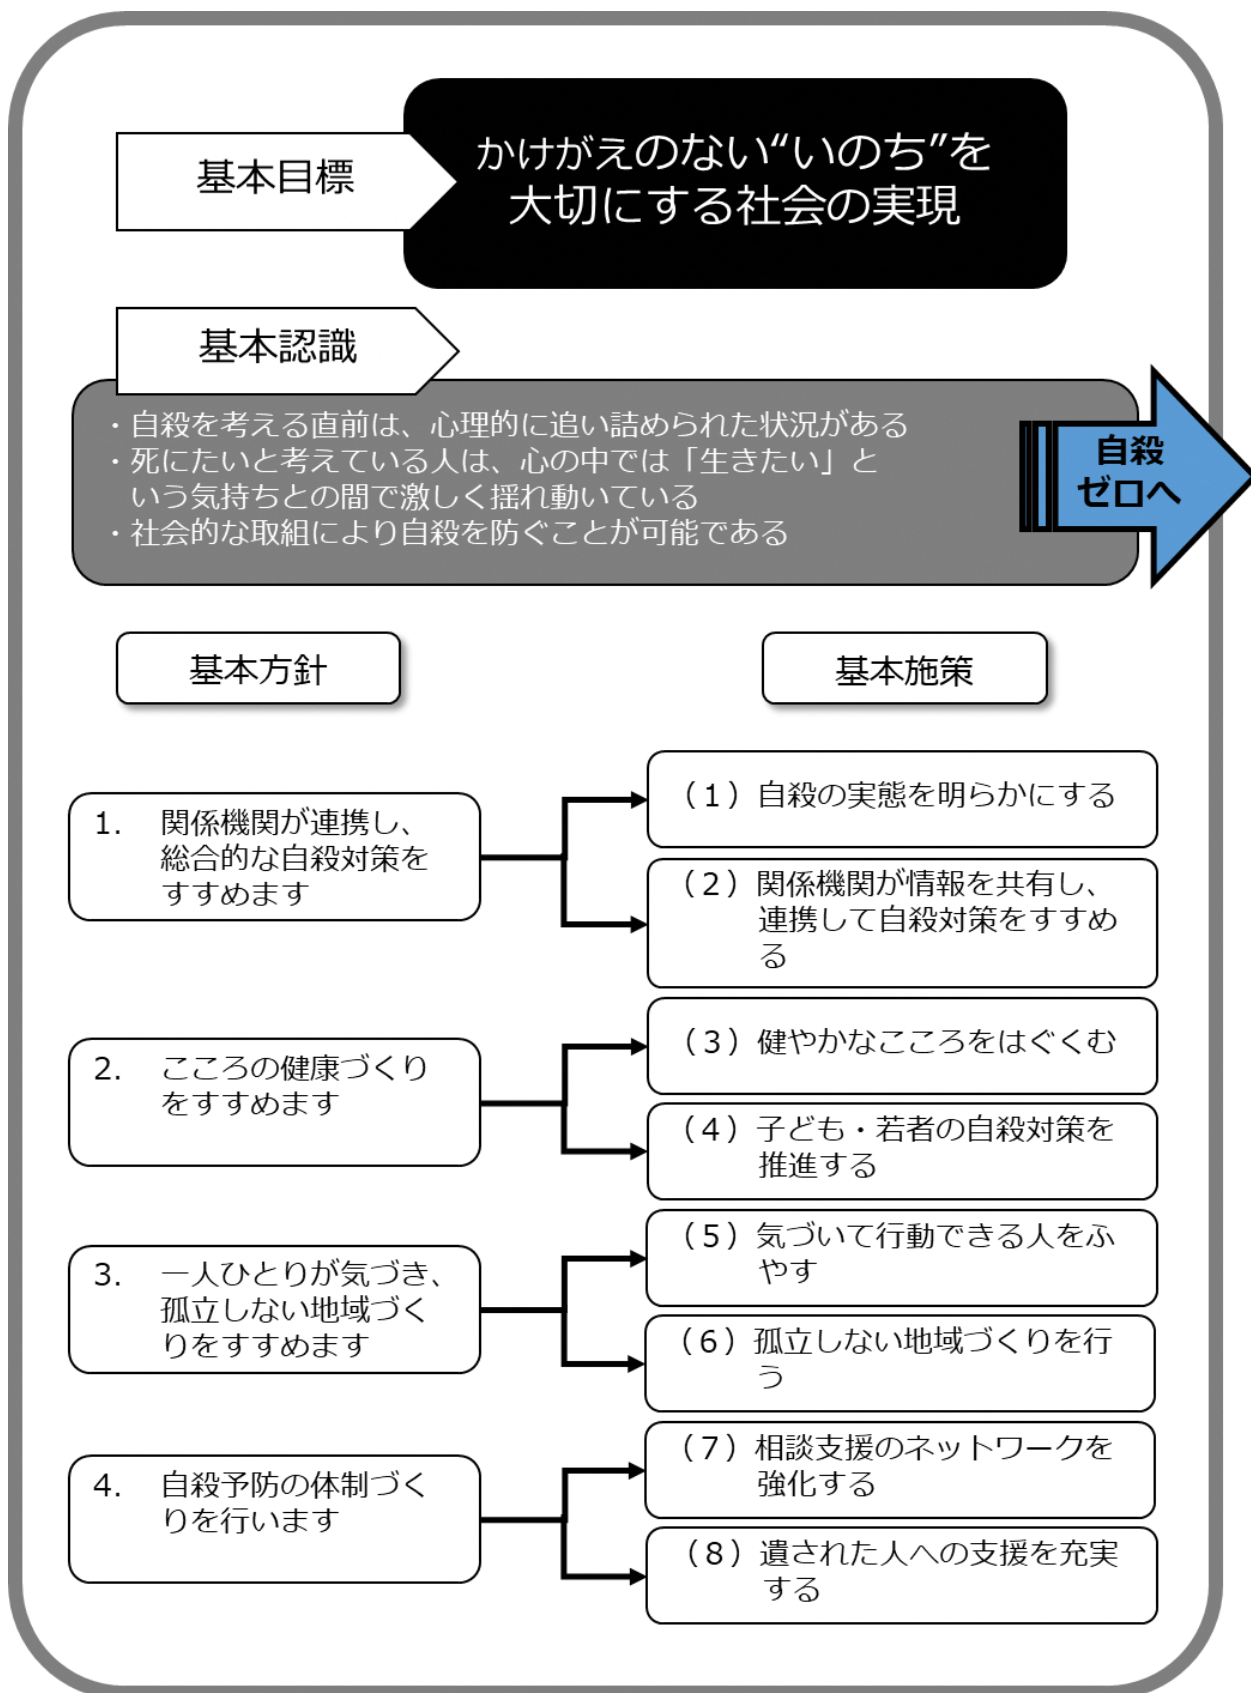 基本目標
かけがえのない“いのち”を
大切にする社会の実現
基本認識
・自殺を考える直前は、心理的に追い詰められた状況がある
・死にたいと考えている人は、心の中では「生きたい」と
いう気持ちとの間で激しく揺れ動いている
・社会的な取組により自殺を防ぐことが可能である
自殺
ゼロへ
基本方針
基本施策
1. 関係機関が連携し、
総合的な自殺対策を
すすめます
（1）自殺の実態を明らかにする
（2）関係機関が情報を共有し、
連携して自殺対策をすすめ
る
2. こころの健康づくり
をすすめます
（3）健やかなこころをはぐくむ
（4）子ども・若者の自殺対策を
推進する
3. 一人ひとりが気づき、
孤立しない地域づく
りをすすめます
（5）気づいて行動できる人をふ
やす
（6）孤立しない地域づくりを行
う
4. 自殺予防の体制づく
りを行います
（7）相談支援のネットワークを
強化する
（8）遺された人への支援を充実
する